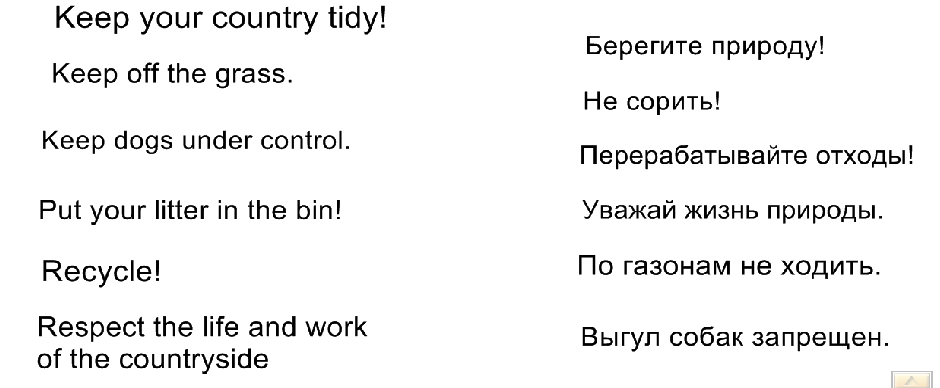 Keep your country tidy!
Keep off the grass.
Keep dogs under control.
Put your litter in the bin!
Recycle!
Respect the life and work
of the countryside
Берегите природу!
Не сорить!
Перерабатывайте отходы!
Уважай жизнь природы.
По газонам не ходить.
Выгул собак запрещен.